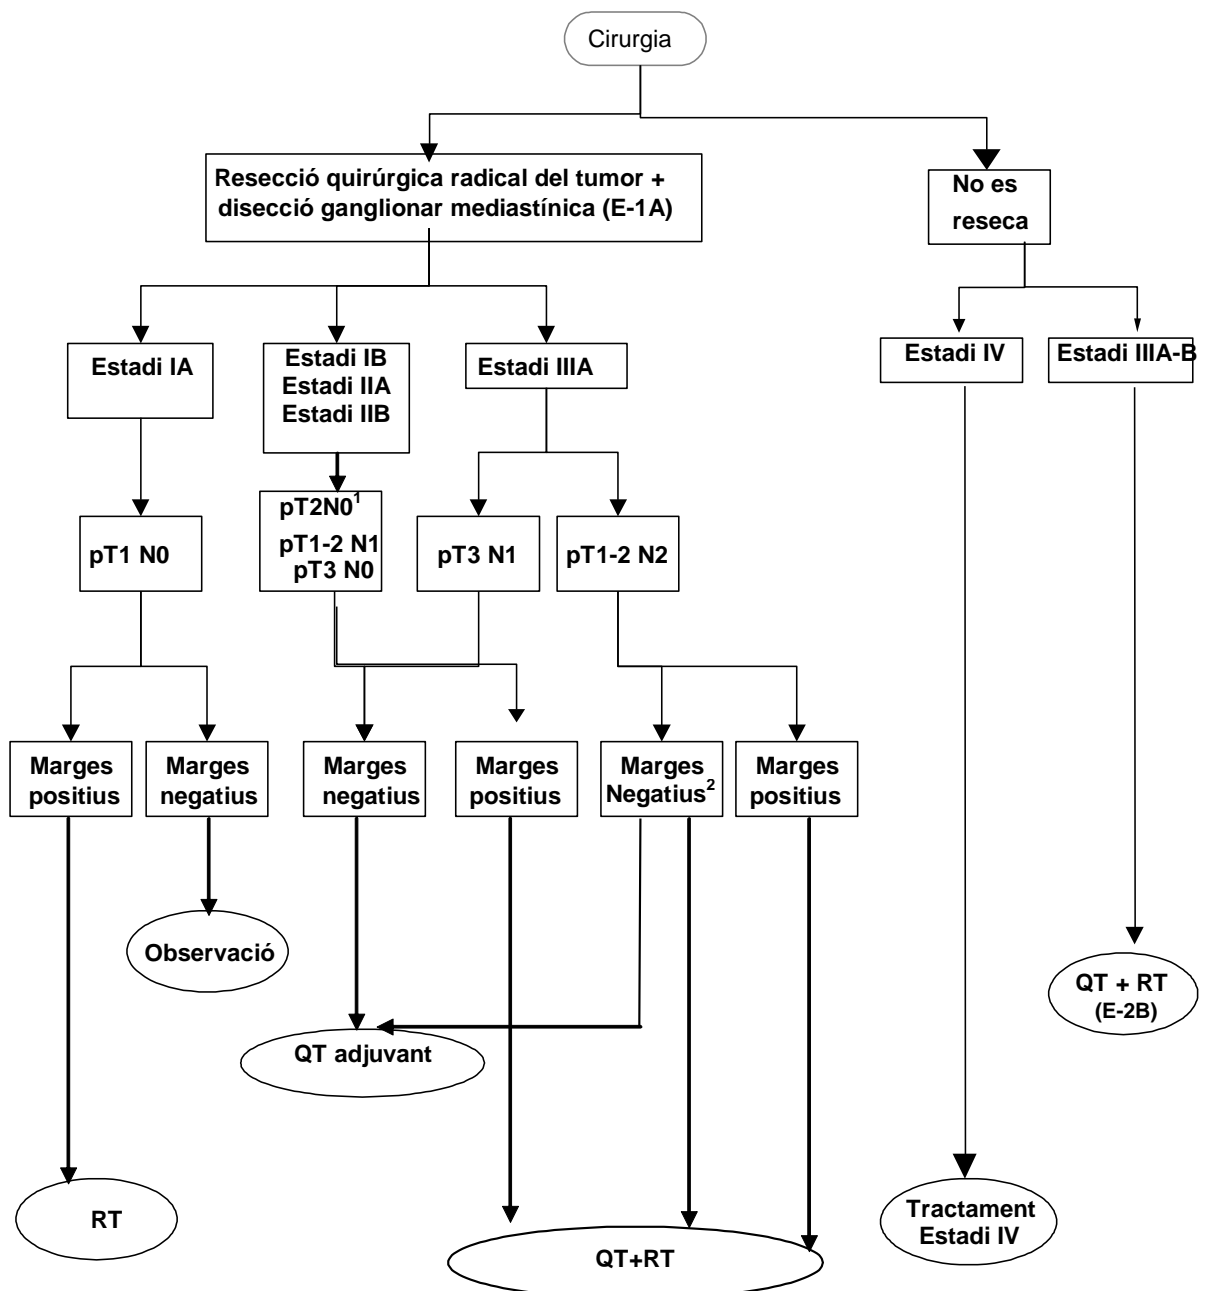 Cirurgia
Resecció quirúrgica radical del tumor +
disecció ganglionar mediastínica (E-1A)
No es
reseca
Estadi IA
Estadi IB
Estadi IIA
Estadi IIB
Estadi IIIA
Estadi IV
Estadi IIIA-B
pT1 N0
pT2N0¹
pT1-2 N1
pT3 N0
pT3 N1
pT1-2 N2
Marges
positius
Marges
negatius
Marges
negatius
Marges
positius
Marges
Negatius²
Marges
positius
Observació
QT + RT
(E-2B)
QT adjuvant
RT
QT+RT
Tractament
Estadi IV